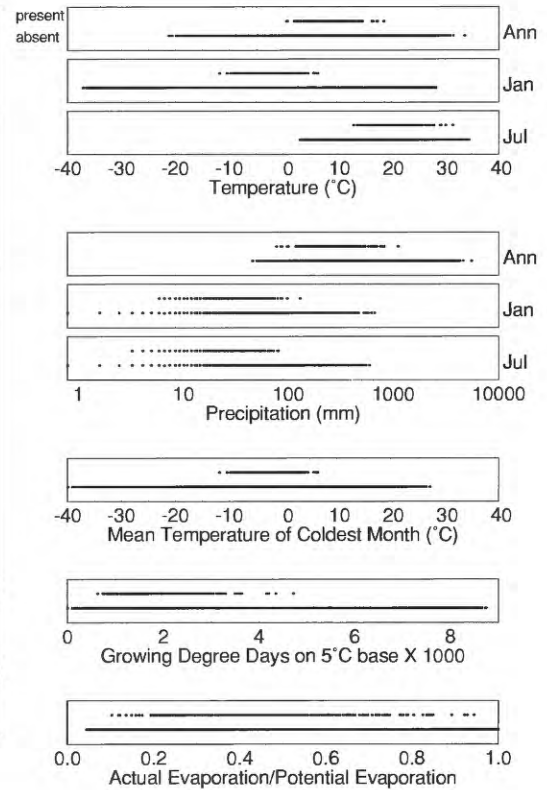 present
absent
Ann
Jan
Jul
-40 -30 -20 -10 0 10 20 30 40
Temperature (˚C)
Ann
Jan
Jul
1 10 100 1000 10000
Precipitation (mm)
-40 -30 -20 -10 0 10 20 30 40
Mean Temperature of Coldest Month (˚C)
0 2 4 6 8
Growing Degree Days on 5˚C base X 1000
0.0 0.2 0.4 0.6 0.8 1.0
Actual Evaporation/Potential Evaporation